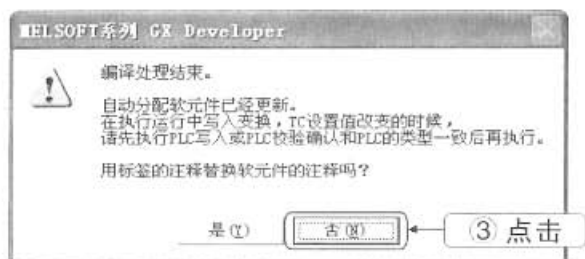 MELSOFT系列 GX Developer
编译处理结束。
自动分配软元件已经更新。
在执行运行中写入变换，TC设置值改变的时候，
请先执行PLC写入或PLC校验确认和PLC的类型一致后再执行。
用标签的注释替换软元件的注释吗？
是(Y) 否(N) ③点击